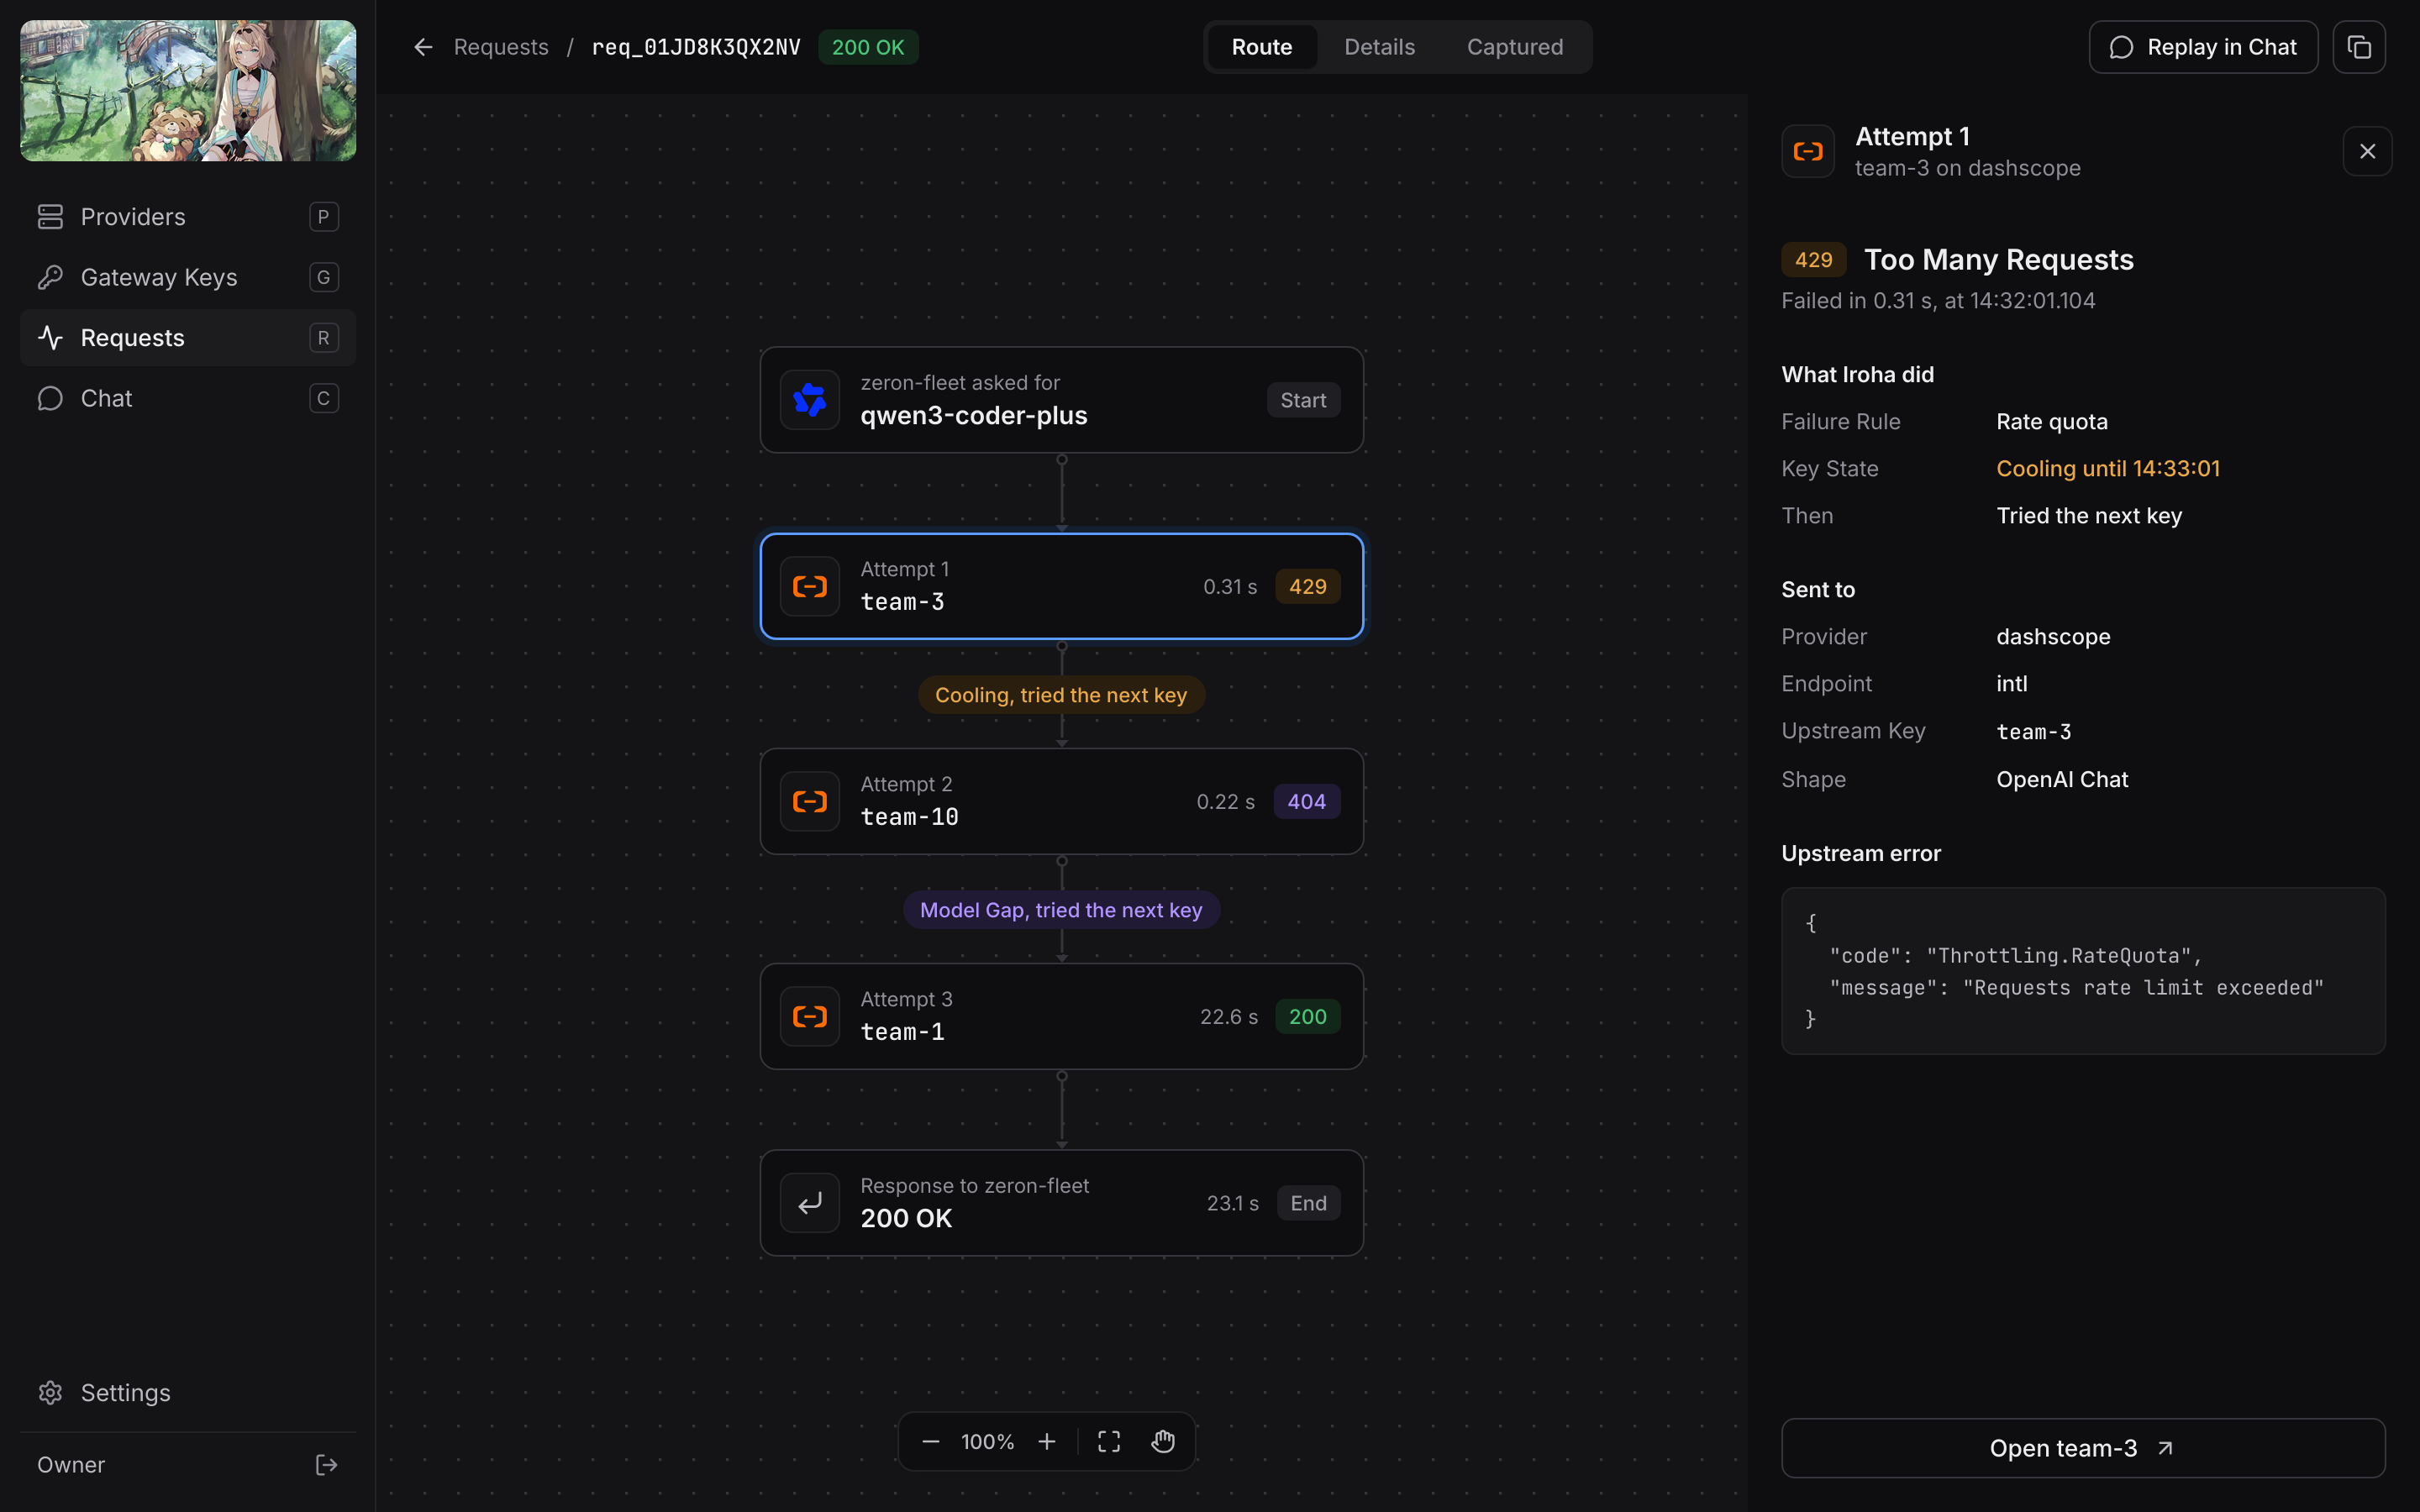 Requests / req_01JD8K3QX2NV 200 OK
Route Details Captured
Replay in Chat
Providers P
Gateway Keys G
Requests R
Chat C
Settings
Owner
zeron-fleet asked for
qwen3-coder-plus
Start
Attempt 1
team-3
0.31 s 429
Cooling, tried the next key
Attempt 2
team-10
0.22 s 404
Model Gap, tried the next key
Attempt 3
team-1
22.6 s 200
Response to zeron-fleet
200 OK
23.1 s End
100%
Attempt 1
team-3 on dashscope
429 Too Many Requests
Failed in 0.31 s, at 14:32:01.104
What Iroha did
Failure Rule Rate quota
Key State Cooling until 14:33:01
Then Tried the next key
Sent to
Provider dashscope
Endpoint intl
Upstream Key team-3
Shape OpenAI Chat
Upstream error
{
"code": "Throttling.RateQuota",
"message": "Requests rate limit exceeded"
}
Open team-3